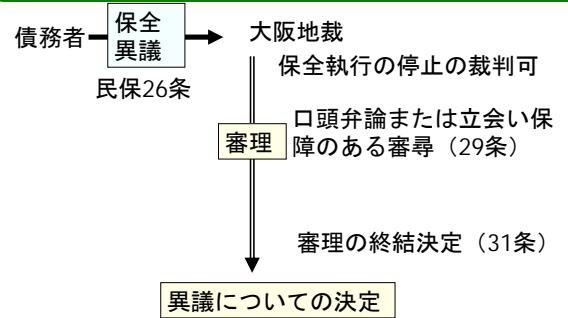 債務者
保全
異議
大阪地裁
保全執行の停止の裁判可
民保26条
口頭弁論または立会い保
障のある審尋（29条）
審理
審理の終結決定（31条）
異議についての決定